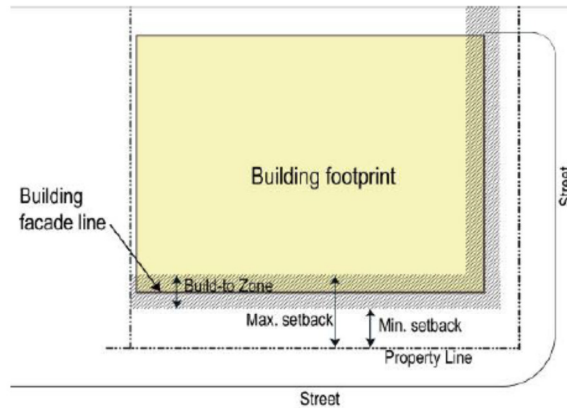 Building footprint
Street
Building
facade line
Build-to Zone
Max. setback
Min. setback
Property Line
Street